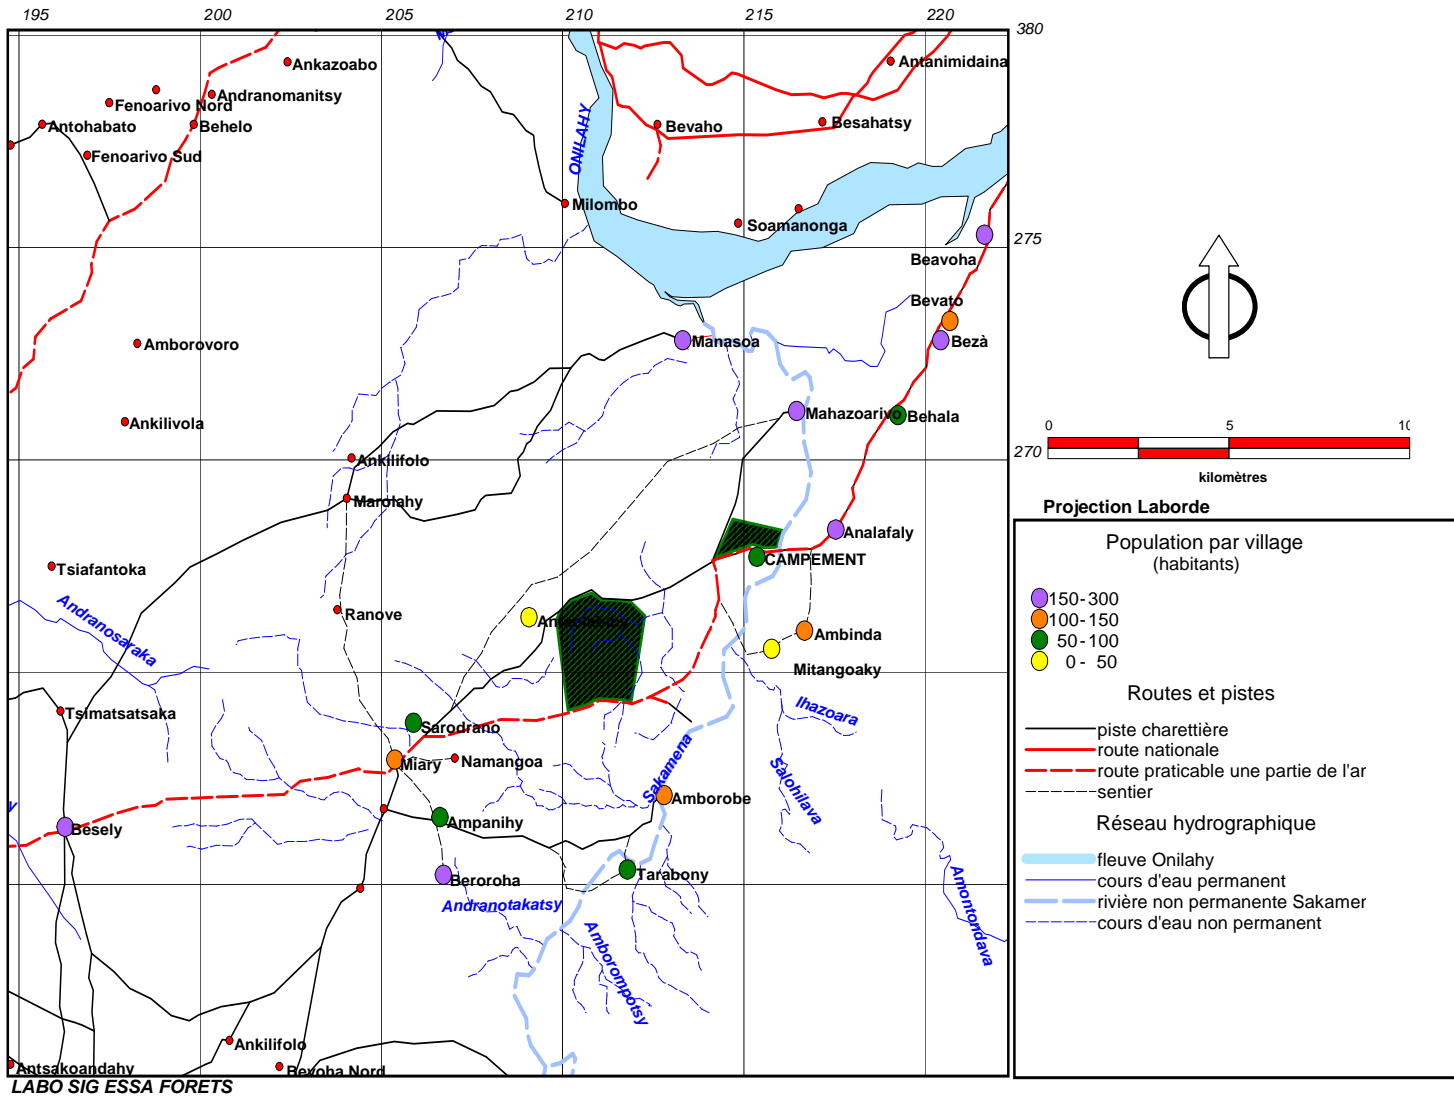 195 200 205 210 215 220
380
Ankazoabo
Antanimidaina
Fenoarivo Nord
Andranomanitsy
Antohabato
Behelo
Bevaho
Besahatsy
Fenoarivo Sud
ONILAHY
Milombo
Soamanonga
275
Beavoha
Bevato
Amborovoro
Manasoa
Bezà
Mahazoarivo
Behala
Ankilivola
0 5 10
Ankilifolo
270
kilomètres
Marolahy
Projection Laborde
Analafaly
Population par village
(habitants)
CAMPEMENT
Tsiafantoka
150-300
Andranosaraka
Ranove
100-150
Ambinda
50-100
Mitangoaky
0- 50
Routes et pistes
Tsimatsatsaka
Ihazoara
Sarodrano
piste charettière
route nationale
Miary
Namangoa
Sakamena
Salohilava
route praticable une partie de l'ar
sentier
Amborobe
Réseau hydrographique
Besely
Ampanihy
fleuve Onilahy
Beroroha
Tarabony
cours d'eau permanent
Andranotakatsy
rivière non permanente Sakamer
cours d'eau non permanent
Amborompotsy
Amontondava
Ankilifolo
Antsakoandahy
Bevoha Nord
LABO SIG ESSA FORETS